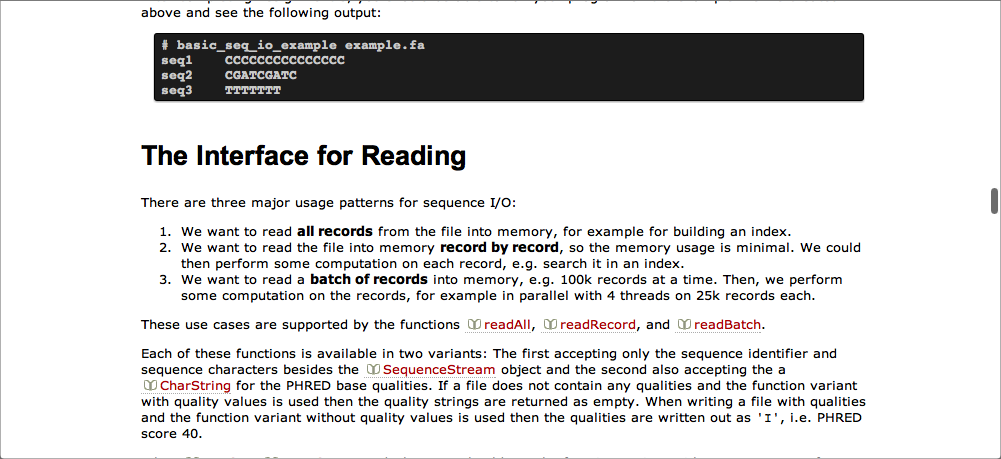 above and see the following output:
# basic_seq_io_example example.fa
seq1    CCCCCCCCCCCCCCC
seq2    CGATCGATC
seq3    TTTTTTT
The Interface for Reading
There are three major usage patterns for sequence I/O:
1. We want to read all records from the file into memory, for example for building an index.
2. We want to read the file into memory record by record, so the memory usage is minimal. We could
then perform some computation on each record, e.g. search it in an index.
3. We want to read a batch of records into memory, e.g. 100k records at a time. Then, we perform
some computation on the records, for example in parallel with 4 threads on 25k records each.
These use cases are supported by the functions readAll, readRecord, and readBatch.
Each of these functions is available in two variants: The first accepting only the sequence identifier and
sequence characters besides the SequenceStream object and the second also accepting the a
CharString for the PHRED base qualities. If a file does not contain any qualities and the function variant
with quality values is used then the quality strings are returned as empty. When writing a file with qualities
and the function variant without quality values is used then the qualities are written out as 'I', i.e. PHRED
score 40.